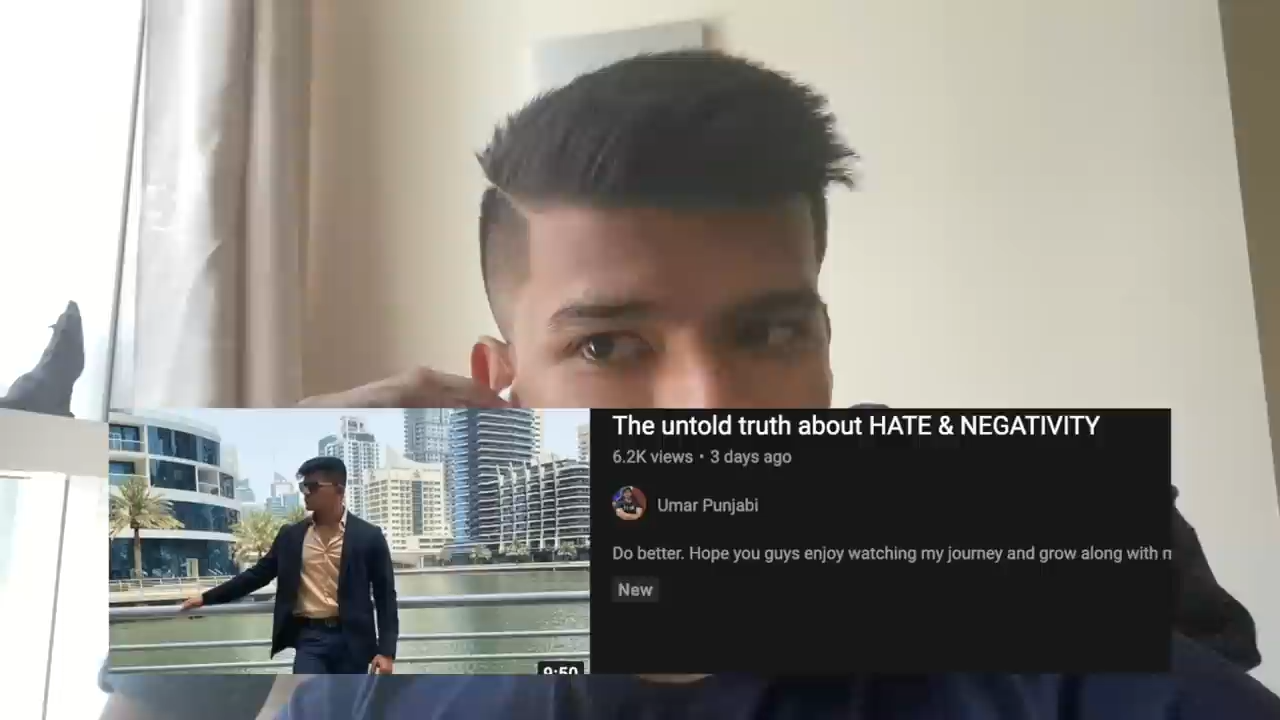 The untold truth about HATE & NEGATIVITY
6.2K views • 3 days ago
Umar Punjabi
Do better. Hope you guys enjoy watching my journey and grow along with
New
9:50